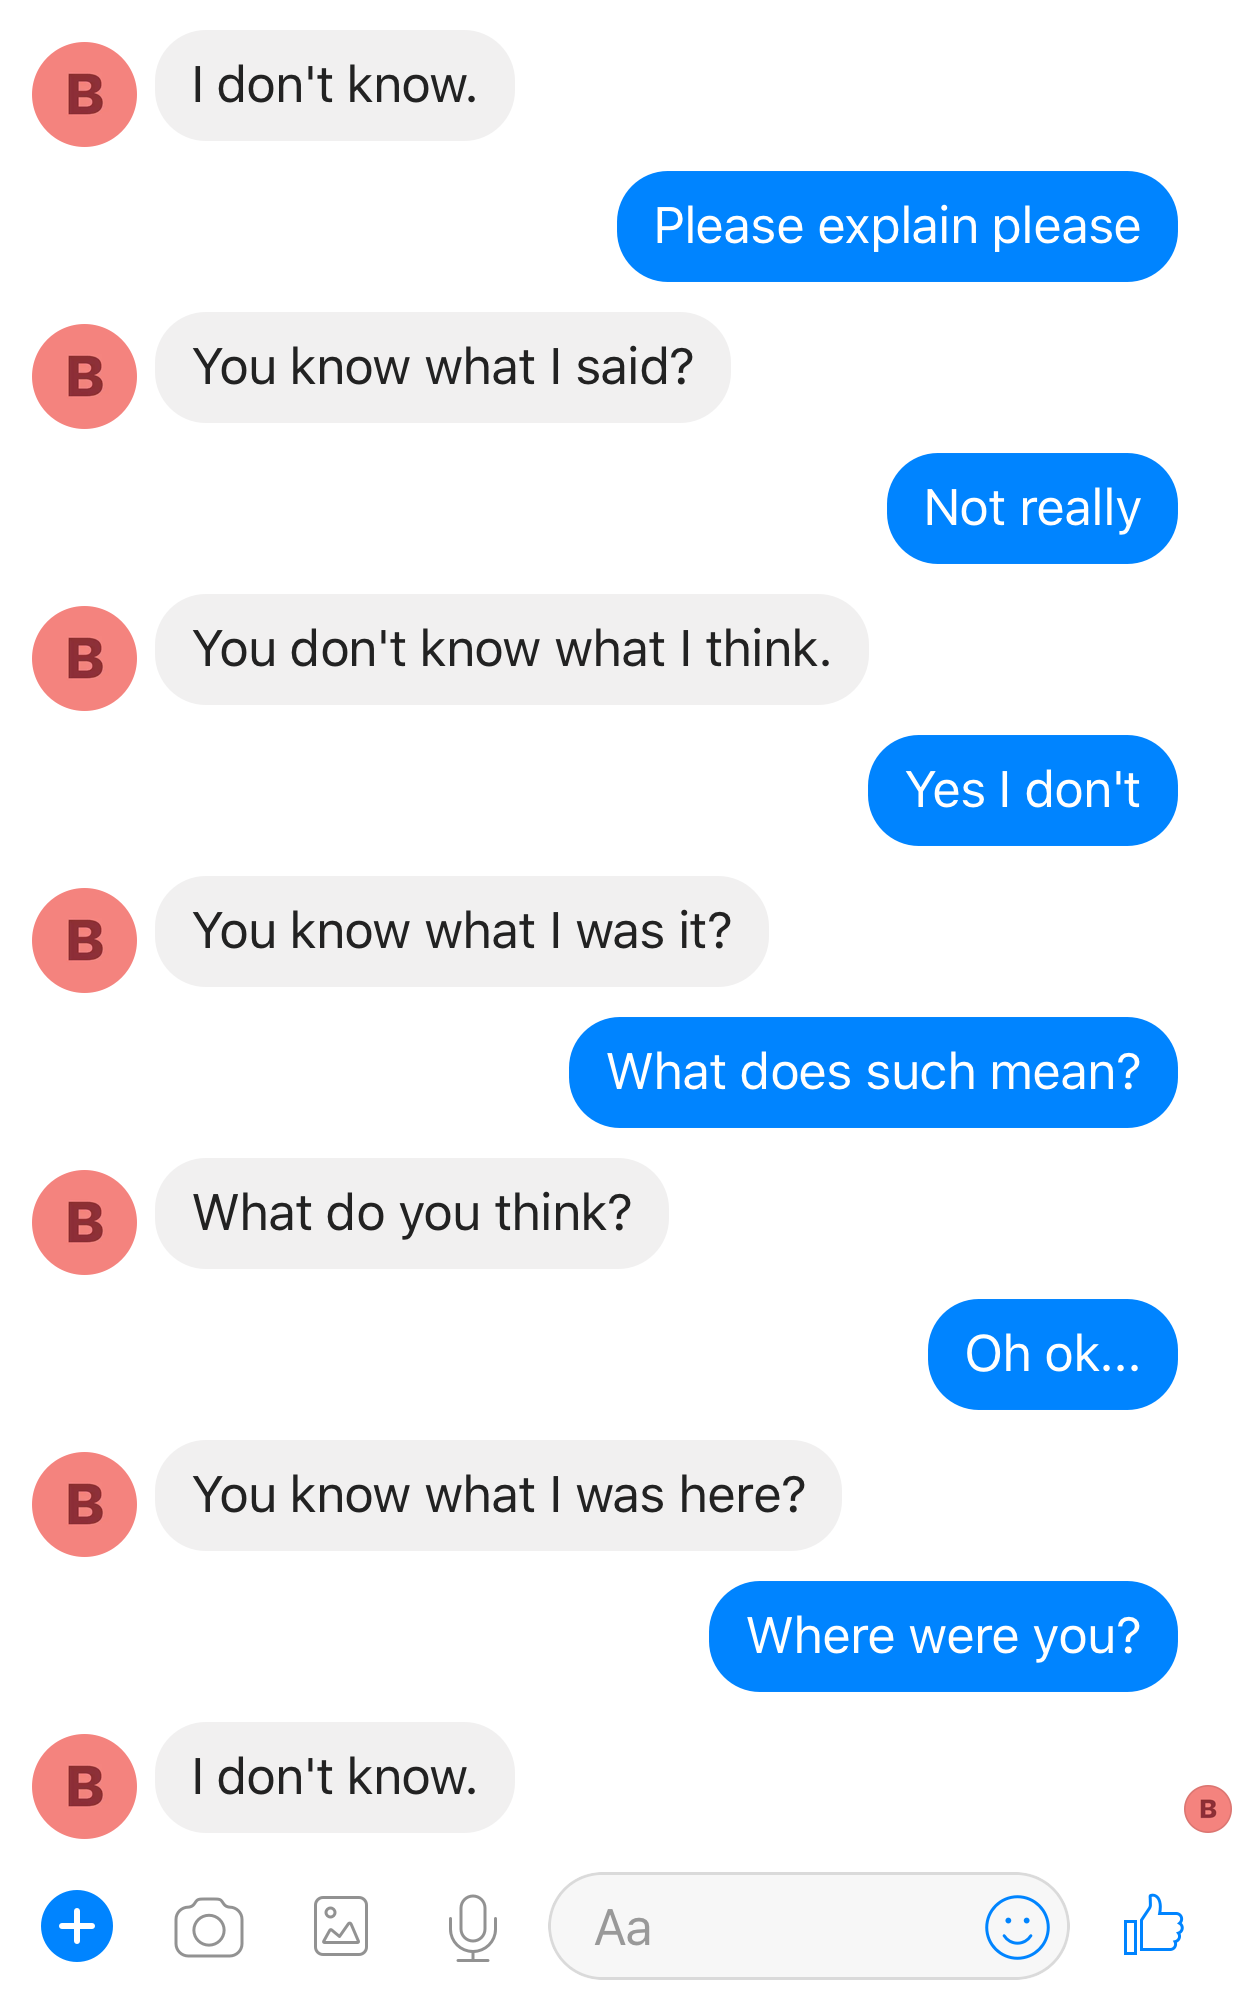 B
I don't know.
Please explain please
B
You know what I said?
Not really
B
You don't know what I think.
Yes I don't
B
You know what I was it?
What does such mean?
B
What do you think?
Oh ok...
B
You know what I was here?
Where were you?
B
I don't know.
B
Aa